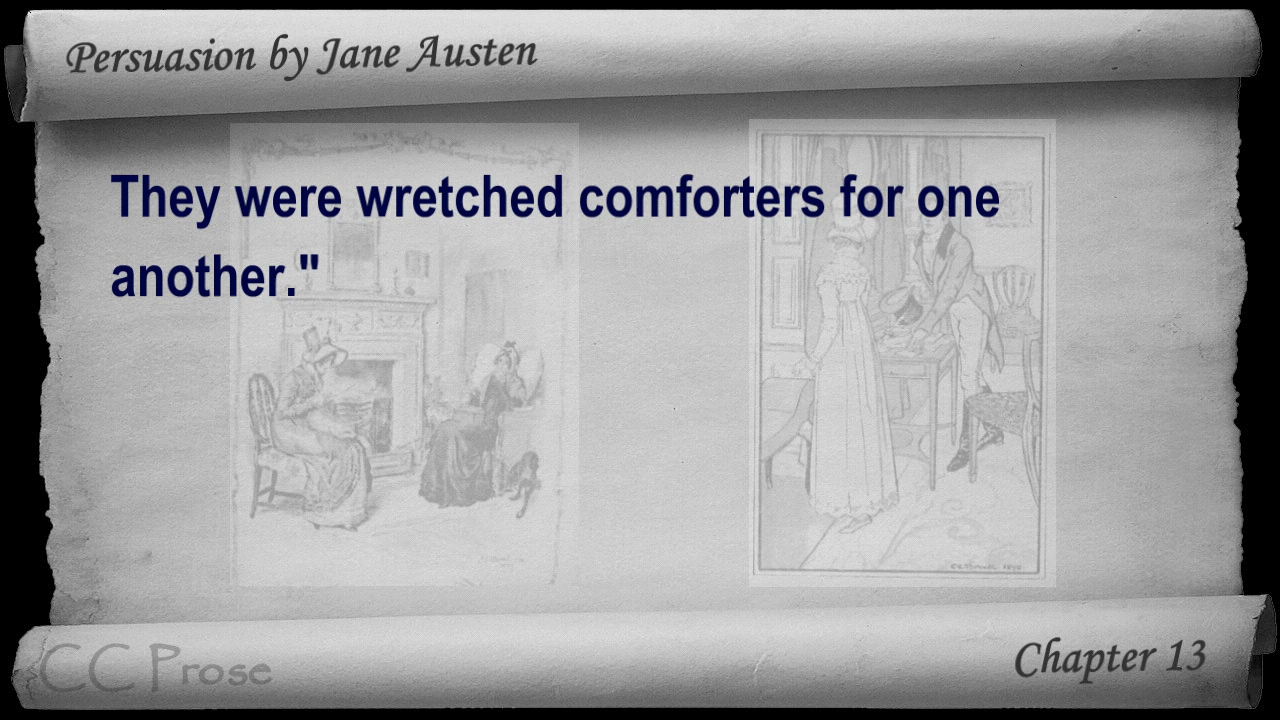 Persuasion by Jane Austen
They were wretched comforters for one
another."
CC Prose
Chapter 13